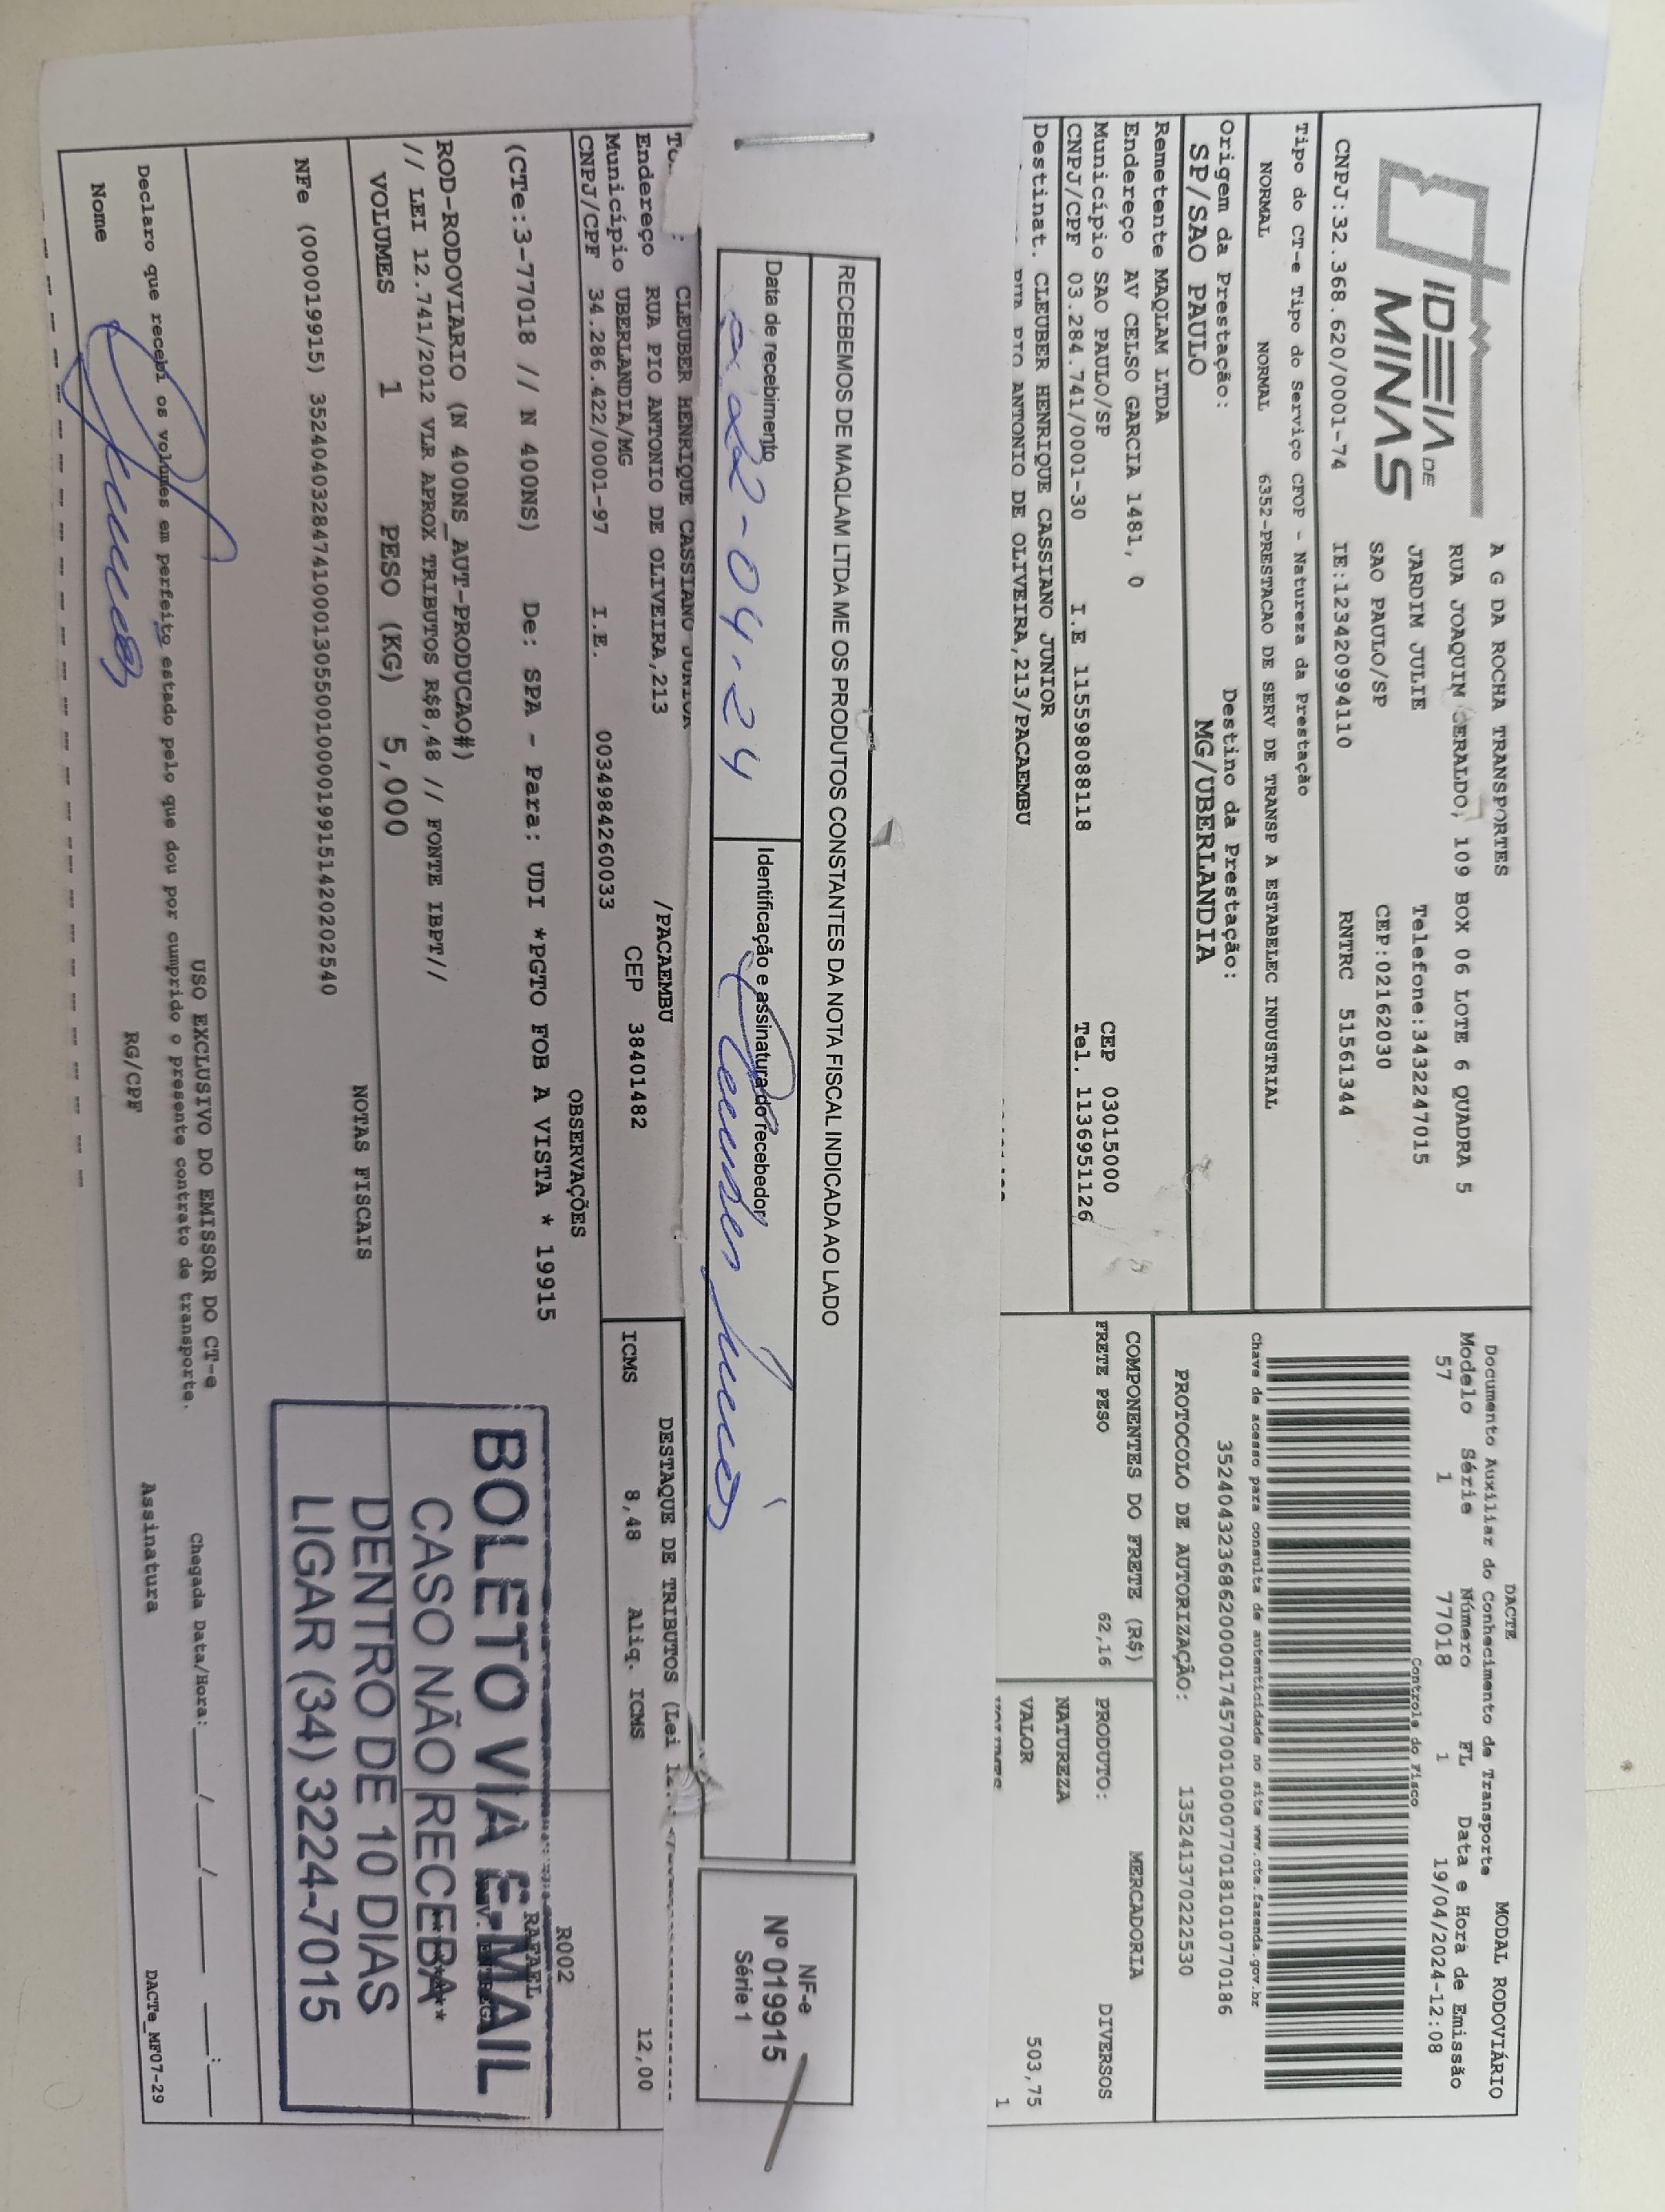 IDEIA DE
MINAS
A G DA ROCHA TRANSPORTES
RUA JOAQUIM GERALDO, 109 BOX 06 LOTE 6 QUADRA 5
JARDIM JULIE Telefone:3432247015
SAO PAULO/SP CEP:02162030
CNPJ:32.368.620/0001-74 IE:123420994110 RNTRC 51561344
Tipo do CT-e Tipo do Serviço CFOP - Natureza da Prestação
NORMAL NORMAL 6352-PRESTACAO DE SERV DE TRANSP A ESTABELEC INDUSTRIAL
Origem da Prestação: Destino da Prestação:
SP/SAO PAULO MG/UBERLANDIA
Remetente MAQLAM LTDA
Endereço AV CELSO GARCIA 1481, 0
Município SAO PAULO/SP CEP 03015000
CNPJ/CPF 03.284.741/0001-30 I.E 115598088118 Tel. 1136951126
Destinat. CLEUBER HENRIQUE CASSIANO JUNIOR
RUA PIO ANTONIO DE OLIVEIRA,213/PACAEMBU
DACTE MODAL RODOVIÁRIO
Documento Auxiliar do Conhecimento de Transporte
Modelo Série Número FL Data e Hora de Emissão
57 1 77018 1 19/04/2024-12:08
Controle do Fisco
Chave de acesso para consulta de autenticidade no site www.cte.fazenda.gov.br
35240432368620000174570010000770181010770186
PROTOCOLO DE AUTORIZAÇÃO: 135241370222530
COMPONENTES DO FRETE (R$) MERCADORIA
FRETE PESO 62,16 PRODUTO: DIVERSOS
NATUREZA
VALOR 503,75
1
RECEBEMOS DE MAQLAM LTDA ME OS PRODUTOS CONSTANTES DA NOTA FISCAL INDICADA AO LADO
Data de recebimento Identificação e assinatura do recebedor
22-04-24
NF-e
Nº 019915
Série 1
CLEUBER HENRIQUE CASSIANO JUNIOR
Endereço RUA PIO ANTONIO DE OLIVEIRA,213 /PACAEMBU
Município UBERLANDIA/MG CEP 38401482
CNPJ/CPF 34.286.422/0001-97 I.E. 0034984260033
DESTAQUE DE TRIBUTOS (Lei
ICMS 8,48 Aliq. ICMS 12,00
OBSERVAÇÕES
(CTe:3-77018 // N 400NS) De: SPA - Para: UDI *PGTO FOB A VISTA * 19915
ROD-RODOVIARIO (N 400NS_AUT-PRODUCAO#)
// LEI 12.741/2012 VLR APROX TRIBUTOS R$8,48 // FONTE IBPT//
R002
RAFAEL
VOLUMES 1 PESO (KG) 5,000
NOTAS FISCAIS
NFe (000019915) 35240403284741000130550010000199151420202540
BOLETO VIA E-MAIL
CASO NÃO RECEBA
DENTRO DE 10 DIAS
LIGAR (34) 3224-7015
USO EXCLUSIVO DO EMISSOR DO CT-e
Declaro que recebi os volumes em perfeito estado pelo que dou por cumprido o presente contrato de transporte.
Chegada Data/Hora:___/___/_____ ___:___
Nome RG/CPF Assinatura
DACTe_MF07-29